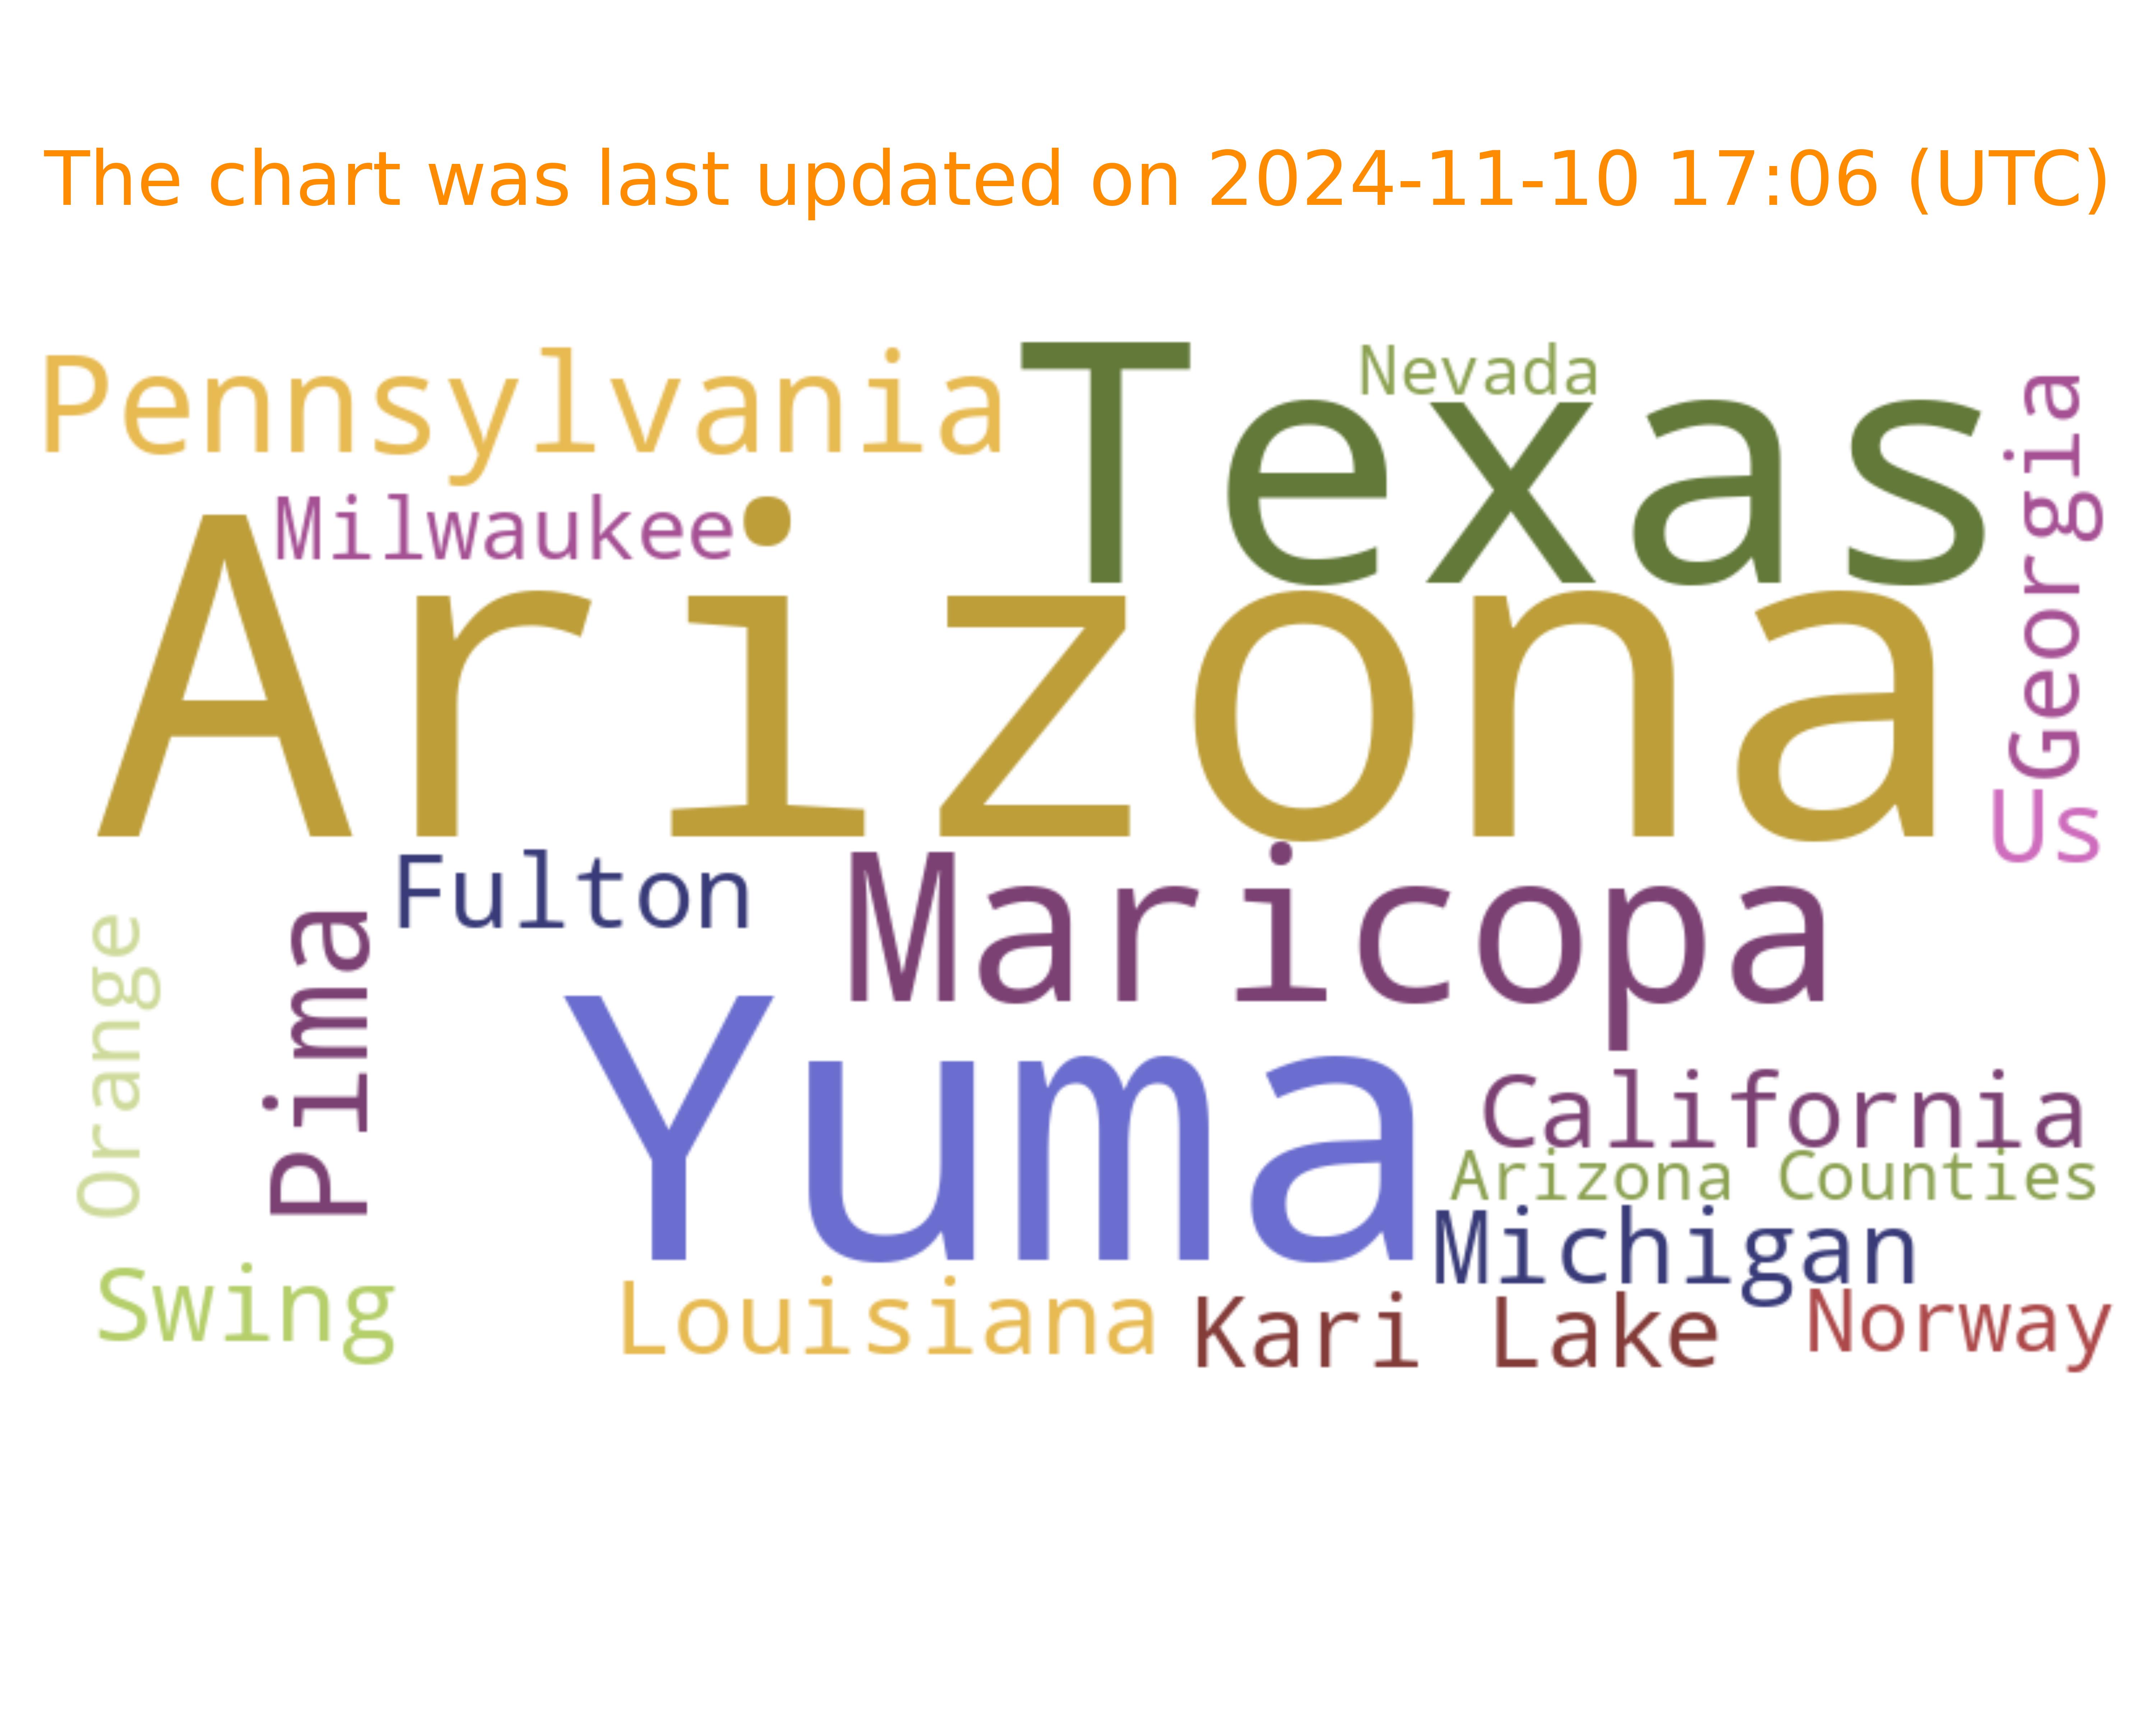 The chart was last updated on 2024-11-10 17:06 (UTC)
Pennsylvania
Texas
Nevada
Georgia
Milwaukee
Arizona
Us
Fulton
Maricopa
Orange
Pima
Yuma
California
Arizona Counties
Michigan
Swing
Louisiana
Kari Lake
Norway